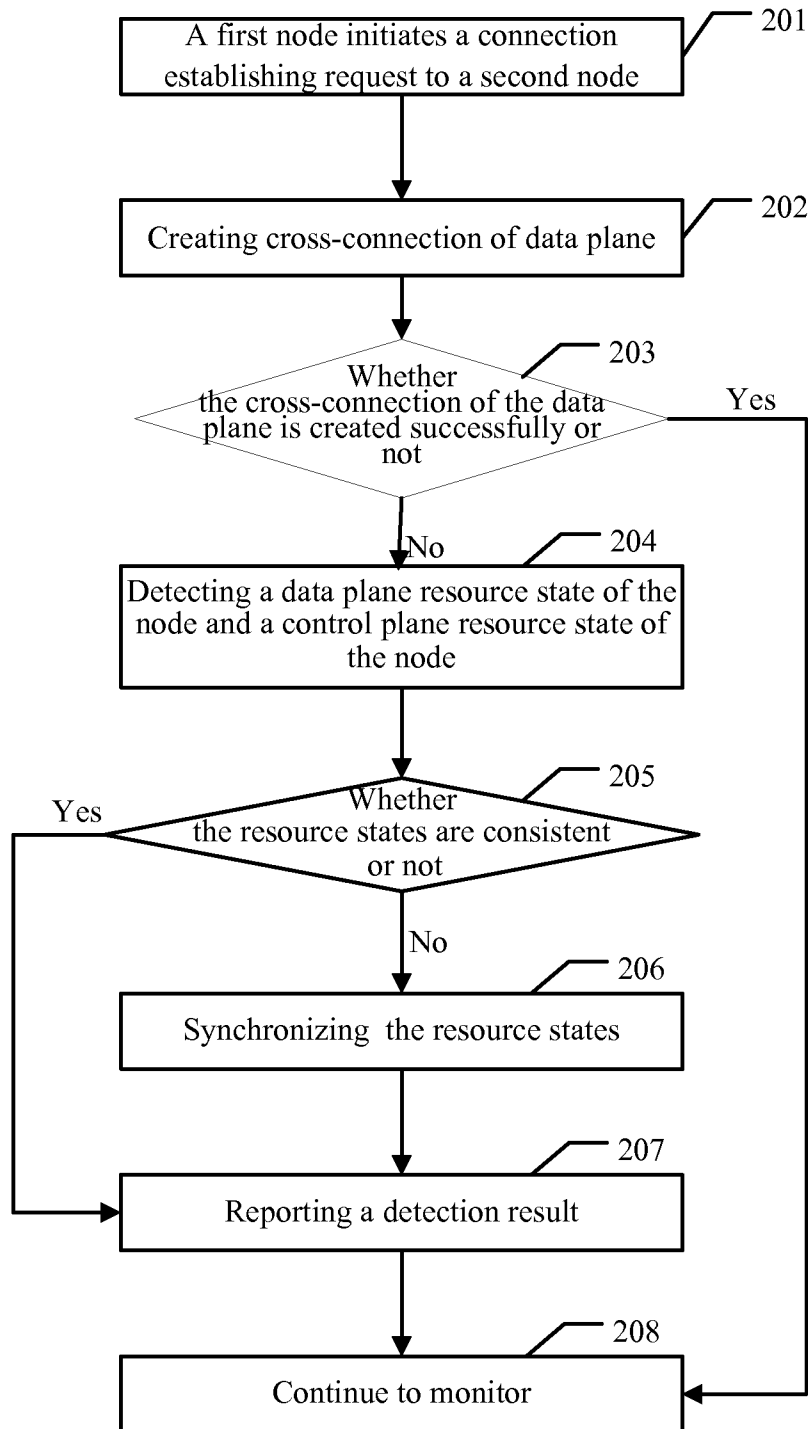 201
A first node initiates a connection
establishing request to a second node
202
Creating cross-connection of data plane
203
Whether
the cross-connection of the data
plane is created successfully or
not
Yes
No
204
Detecting a data plane resource state of the
node and a control plane resource state of
the node
205
Whether
the resource states are consistent
or not
Yes
No
206
Synchronizing the resource states
207
Reporting a detection result
208
Continue to monitor